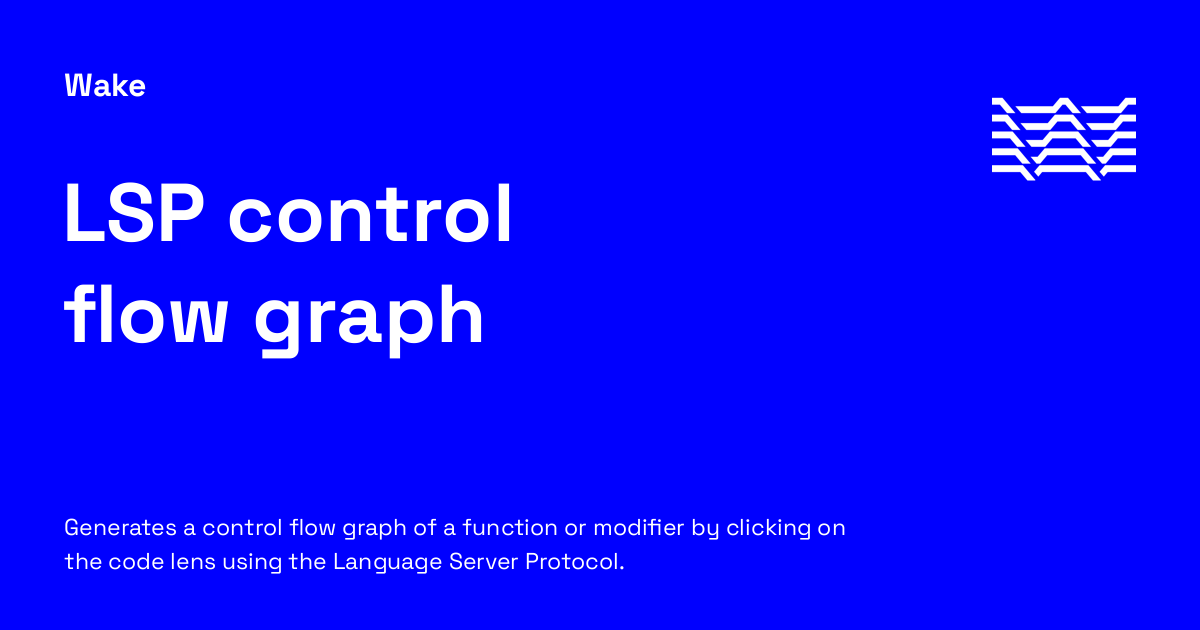 Wake
LSP control
flow graph
Generates a control flow graph of a function or modifier by clicking on
the code lens using the Language Server Protocol.